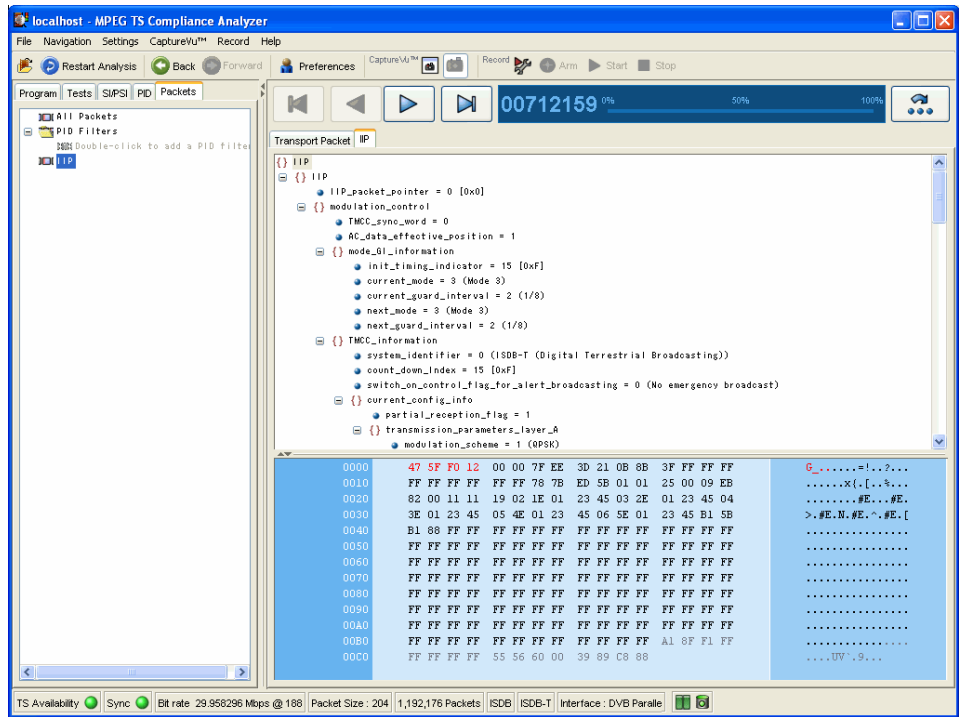 localhost - MPEG TS Compliance Analyzer
File Navigation Settings CaptureVu™ Record Help
Restart Analysis Back Forward Preferences CaptureVu™ Record Arm Start Stop
Program Tests SI/PSI PID Packets
All Packets
PID Filters
Double-click to add a PID filte
IIP
00712159 0% 50% 100%
Transport Packet IIP
{} IIP
{} IIP
IIP_packet_pointer = 0 [0x0]
{} modulation_control
TMCC_sync_word = 0
AC_data_effective_position = 1
{} mode_GI_information
init_timing_indicator = 15 [0xF]
current_mode = 3 (Mode 3)
current_guard_interval = 2 (1/8)
next_mode = 3 (Mode 3)
next_guard_interval = 2 (1/8)
{} TMCC_information
system_identifier = 0 (ISDB-T (Digital Terrestrial Broadcasting))
count_down_Index = 15 [0xF]
switch_on_control_flag_for_alert_broadcasting = 0 (No emergency broadcast)
{} current_config_info
partial_reception_flag = 1
{} transmission_parameters_layer_A
modulation_scheme = 1 (QPSK)
0000 47 5F F0 12 00 00 7F EE 3D 21 0B 8B 3F FF FF FF G_......=!..?...
0010 FF FF FF FF FF FF 78 7B ED 5B 01 01 25 00 09 EB ......x{.[..%...
0020 82 00 11 11 19 02 1E 01 23 45 03 2E 01 23 45 04 ........#E...#E.
0030 3E 01 23 45 05 4E 01 23 45 06 5E 01 23 45 B1 5B >.#E.N.#E.^.#E.[
0040 B1 88 FF FF FF FF FF FF FF FF FF FF FF FF FF FF ................
0050 FF FF FF FF FF FF FF FF FF FF FF FF FF FF FF FF ................
0060 FF FF FF FF FF FF FF FF FF FF FF FF FF FF FF FF ................
0070 FF FF FF FF FF FF FF FF FF FF FF FF FF FF FF FF ................
0080 FF FF FF FF FF FF FF FF FF FF FF FF FF FF FF FF ................
0090 FF FF FF FF FF FF FF FF FF FF FF FF FF FF FF FF ................
00A0 FF FF FF FF FF FF FF FF FF FF FF FF FF FF FF FF ................
00B0 FF FF FF FF FF FF FF FF FF FF FF FF A1 8F F1 FF ................
00C0 FF FF FF FF 55 56 60 00 39 89 C8 88 ....UV`.9...
TS Availability Sync Bit rate 29.958296 Mbps @ 188 Packet Size : 204 1,192,176 Packets ISDB ISDB-T Interface : DVB Paralle